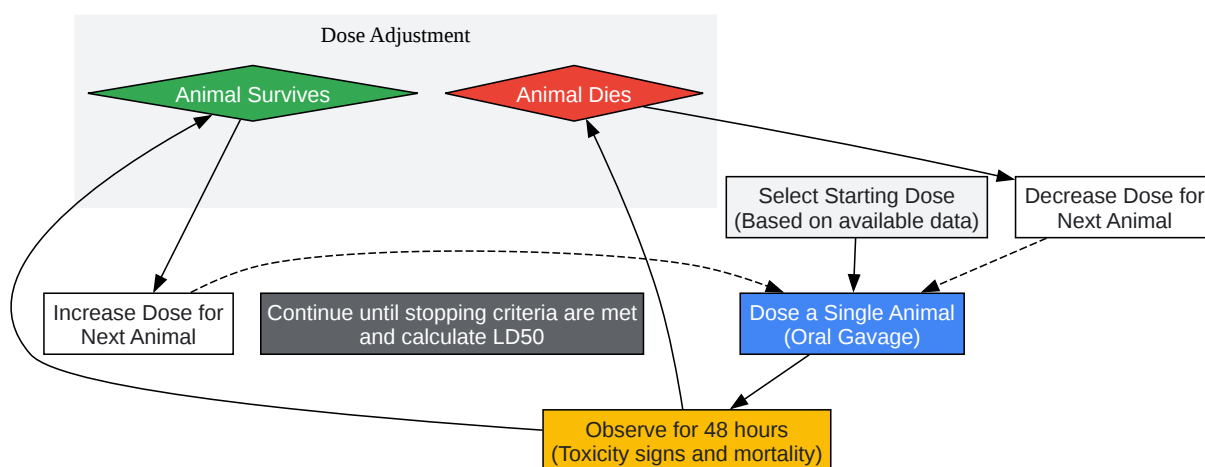 Dose Adjustment
Animal Survives
Animal Dies
Select Starting Dose
(Based on available data)
Decrease Dose for
Next Animal
Increase Dose for
Next Animal
Continue until stopping criteria are met
and calculate LD50
Dose a Single Animal
(Oral Gavage)
Observe for 48 hours
(Toxicity signs and mortality)